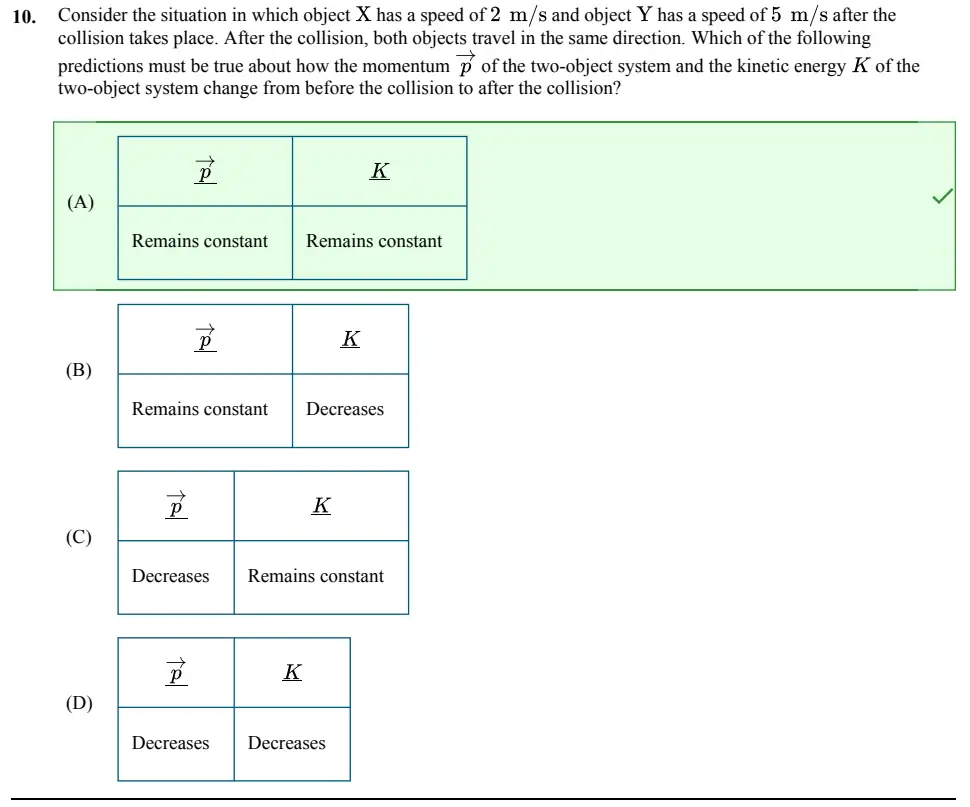 10. Consider the situation in which object X has a speed of 2 m/s and object Y has a speed of 5 m/s after the
collision takes place. After the collision, both objects travel in the same direction. Which of the following
predictions must be true about how the momentum p⃗ of the two-object system and the kinetic energy K of the
two-object system change from before the collision to after the collision?
(A)
p⃗ K
Remains constant Remains constant
(B)
p⃗ K
Remains constant Decreases
(C)
p⃗ K
Decreases Remains constant
(D)
p⃗ K
Decreases Decreases